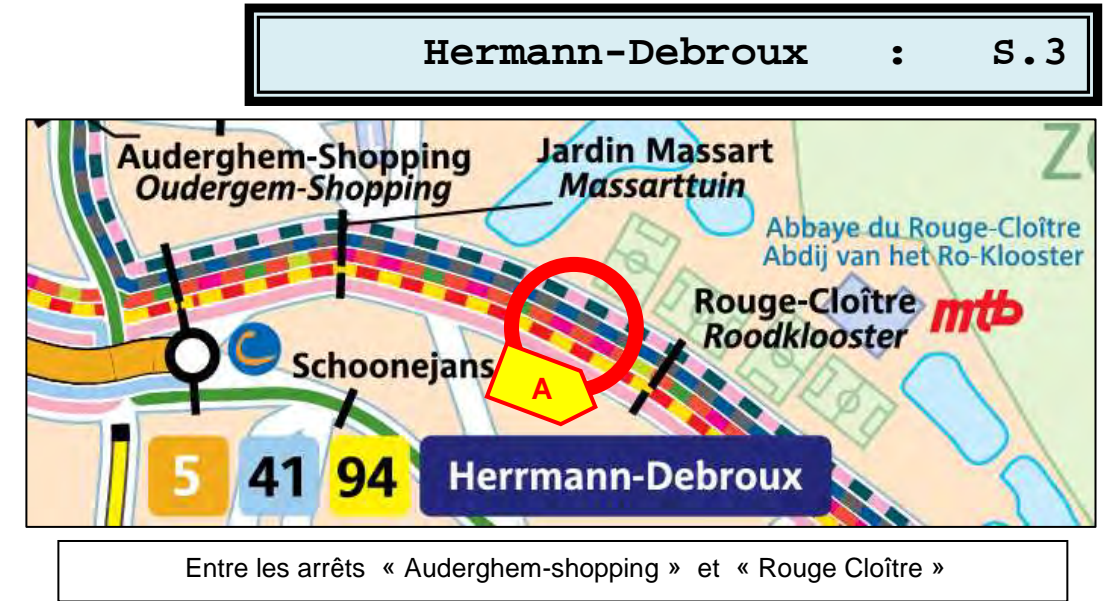 Hermann-Debroux : S.3
Auderghem-Shopping
Oudergem-Shopping
Jardin Massart
Massarttuin
Abbaye du Rouge-Cloître
Abdij van het Ro-Klooster
Rouge-Cloître
Roodklooster
mtb
Schoonejans
A
5 41 94 Herrmann-Debroux
Entre les arrêts « Auderghem-shopping » et « Rouge Cloître »